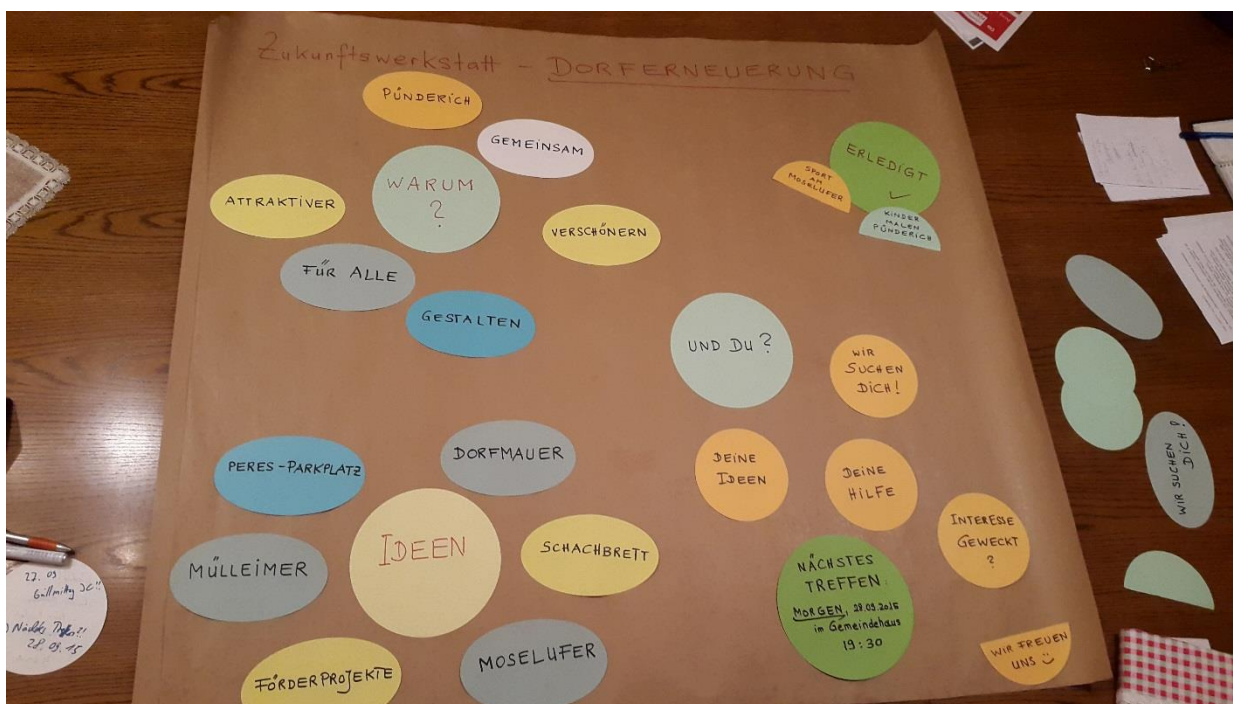 Zukunftswerkstatt - DORFERNEUERUNG
PÜNDERICH
GEMEINSAM
WARUM
?
ATTRAKTIVER
VERSCHÖNERN
FÜR ALLE
GESTALTEN
ERLEDIGT
✓
SPORT
AM
MOSELUFER
KINDER
MALEN
PÜNDERICH
UND DU?
WIR
SUCHEN
DICH!
DEINE
IDEEN
DEINE
HILFE
INTERESSE
GEWECKT
?
NÄCHSTES
TREFFEN
MORGEN, 28.09.2015
im Gemeindehaus
19:30
WIR FREUEN
UNS ☺
PERES-PARKPLATZ
DORFMAUER
IDEEN
MÜLLEIMER
SCHACHBRETT
FÖRDERPROJEKTE
MOSELUFER
WIR SUCHEN
DICH!
28.09.15